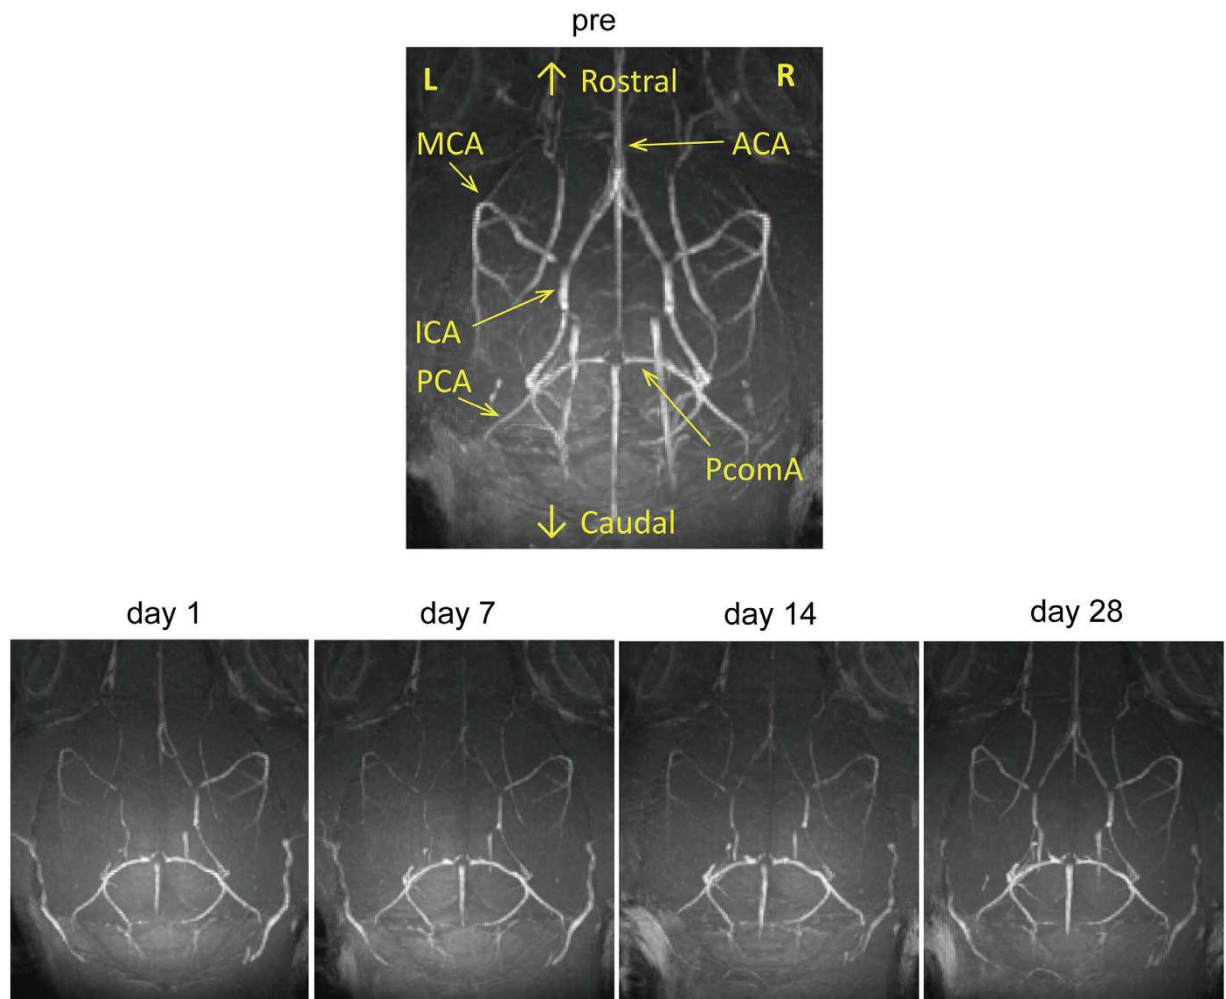 pre
L
↑ Rostral
R
MCA
ACA
ICA
PCA
PcomA
↓ Caudal
day 1
day 7
day 14
day 28